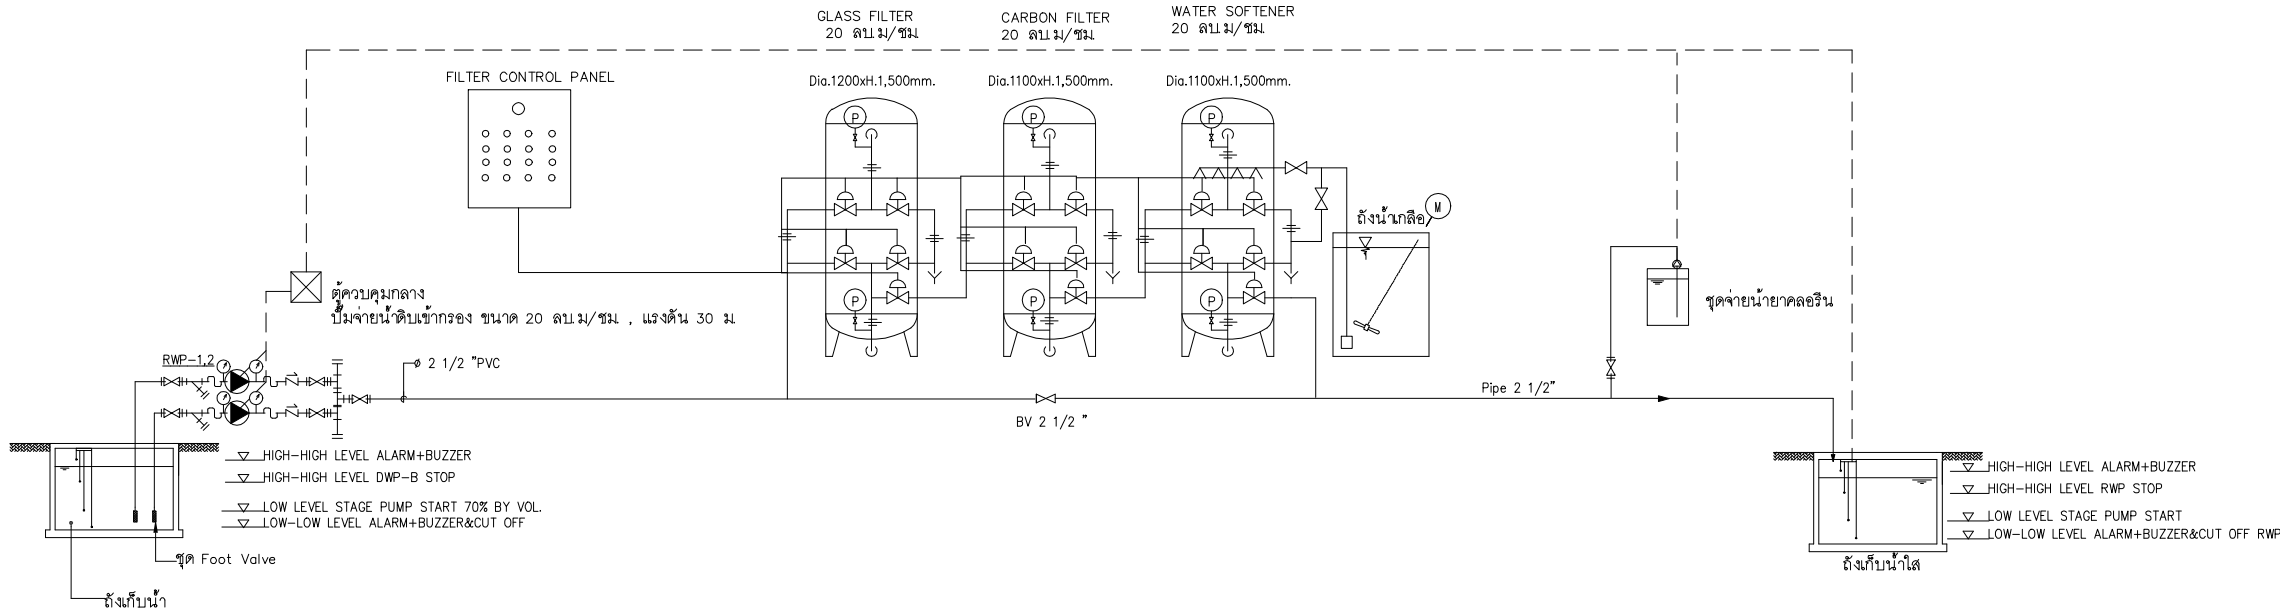 GLASS FILTER
20 ลบ.ม/ชม.
CARBON FILTER
20 ลบ.ม/ชม.
WATER SOFTENER
20 ลบ.ม/ชม.
FILTER CONTROL PANEL
Dia.1200xH.1,500mm.
Dia.1100xH.1,500mm.
Dia.1100xH.1,500mm.
P
P
P
ถังน้ำเกลือ
M
P
P
P
ตู้ควบคุมกลาง
ปั๊มจ่ายน้ำดิบเข้ากรอง ขนาด 20 ลบ.ม/ชม. , แรงดัน 30 ม.
ชุดจ่ายน้ำยาคลอรีน
RWP-1,2
ø 2 1/2 "PVC
Pipe 2 1/2"
BV 2 1/2 "
HIGH-HIGH LEVEL ALARM+BUZZER
HIGH-HIGH LEVEL DWP-B STOP
LOW LEVEL STAGE PUMP START 70% BY VOL.
LOW-LOW LEVEL ALARM+BUZZER&CUT OFF
ชุด Foot Valve
ถังเก็บน้ำ
HIGH-HIGH LEVEL ALARM+BUZZER
HIGH-HIGH LEVEL RWP STOP
LOW LEVEL STAGE PUMP START
LOW-LOW LEVEL ALARM+BUZZER&CUT OFF RWP
ถังเก็บน้ำใส